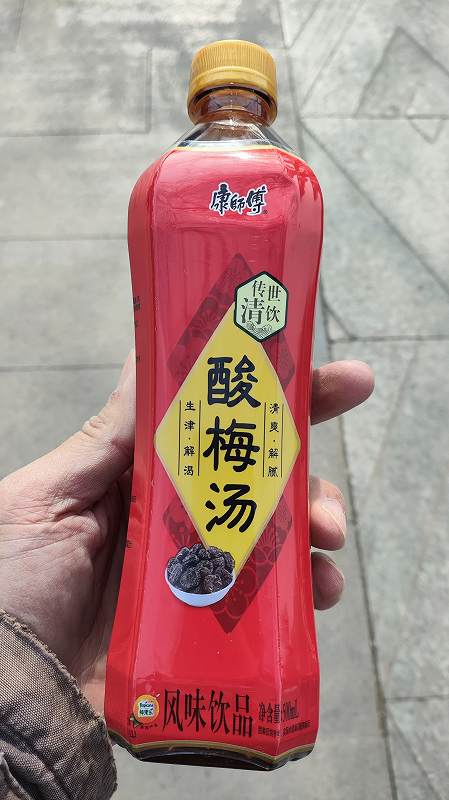 康師傅
传世
清饮
酸梅汤
清爽·解腻
生津·解渴
风味饮品
净含量500mL